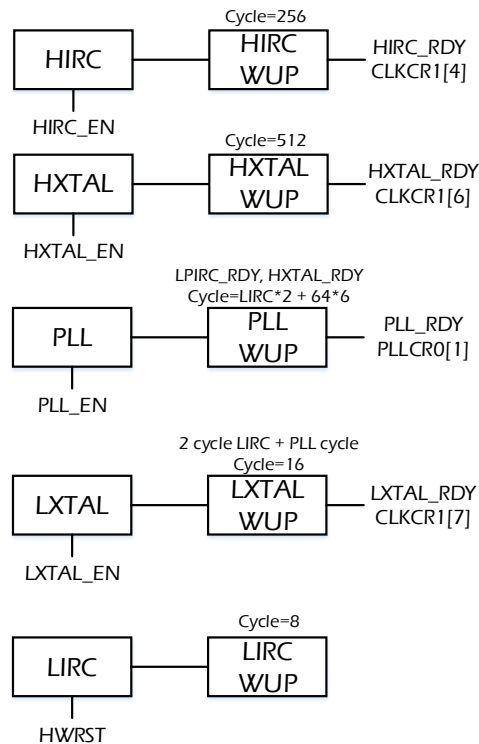 Cycle=256
HIRC
HIRC
WUP
HIRC_RDY
CLKCR1[4]
HIRC_EN
Cycle=512
HXTAL
HXTAL
WUP
HXTAL_RDY
CLKCR1[6]
HXTAL_EN
LPIRC_RDY, HXTAL_RDY
Cycle=LIRC*2 + 64*6
PLL
PLL
WUP
PLL_RDY
PLLCR0[1]
PLL_EN
2 cycle LIRC + PLL cycle
Cycle=16
LXTAL
LXTAL
WUP
LXTAL_RDY
CLKCR1[7]
LXTAL_EN
Cycle=8
LIRC
LIRC
WUP
HWRST